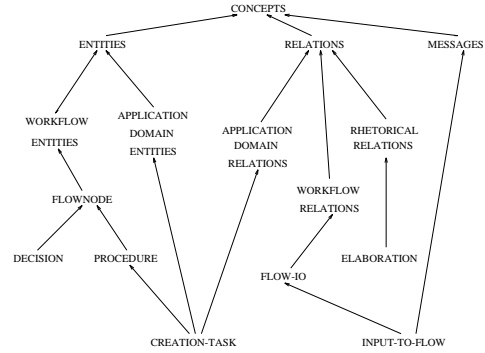 CONCEPTS
ENTITIES
RELATIONS
MESSAGES
WORKFLOW
ENTITIES
APPLICATION
DOMAIN
ENTITIES
APPLICATION
DOMAIN
RELATIONS
RHETORICAL
RELATIONS
WORKFLOW
RELATIONS
FLOWNODE
DECISION
PROCEDURE
FLOW-IO
ELABORATION
CREATION-TASK
INPUT-TO-FLOW